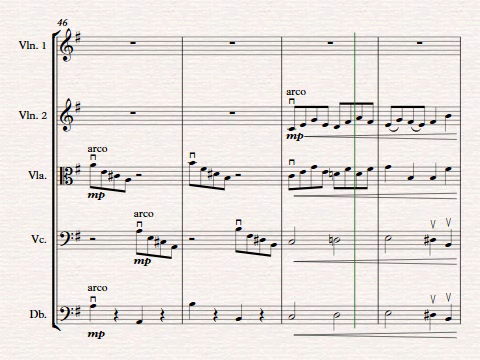 46
Vln. 1
Vln. 2
arco
mp
arco
Vla.
mp
arco
Vc.
mp
arco
Db.
mp